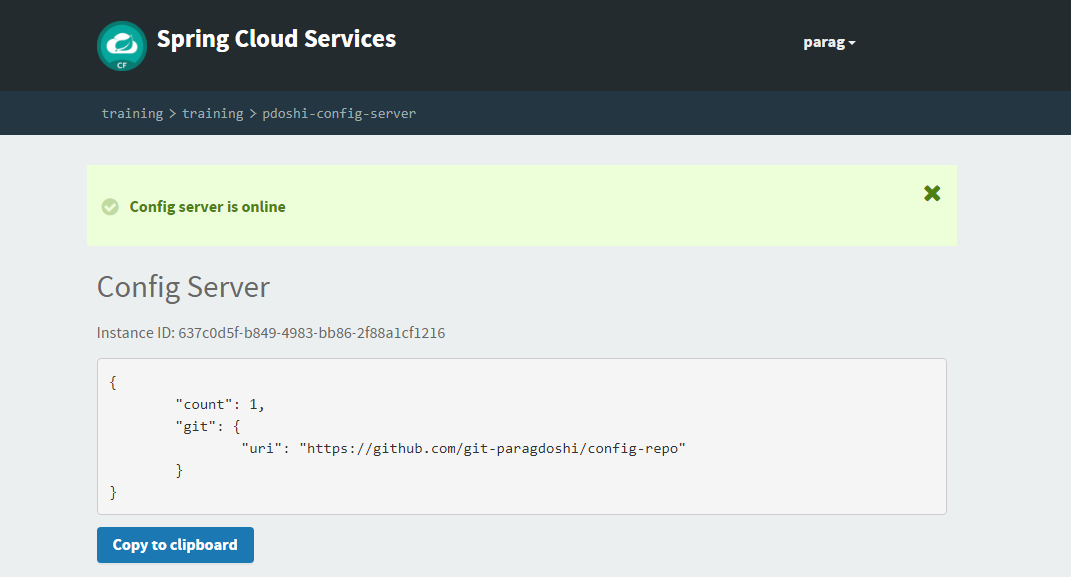 Spring Cloud Services
CF
parag
training > training > pdoshi-config-server
Config server is online
Config Server
Instance ID: 637c0d5f-b849-4983-bb86-2f88a1cf1216
{
"count": 1,
"git": {
"uri": "https://github.com/git-paragdoshi/config-repo"
}
}
Copy to clipboard